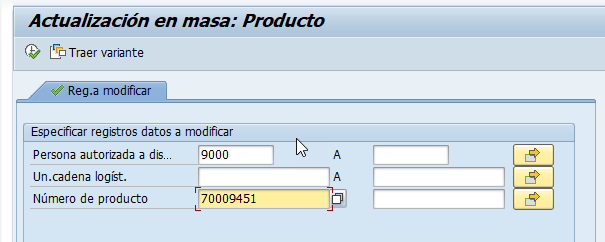 Actualización en masa: Producto
Traer variante
Reg.a modificar
Especificar registros datos a modificar
Persona autorizada a dis... 9000 A
Un.cadena logíst. A
Número de producto 70009451